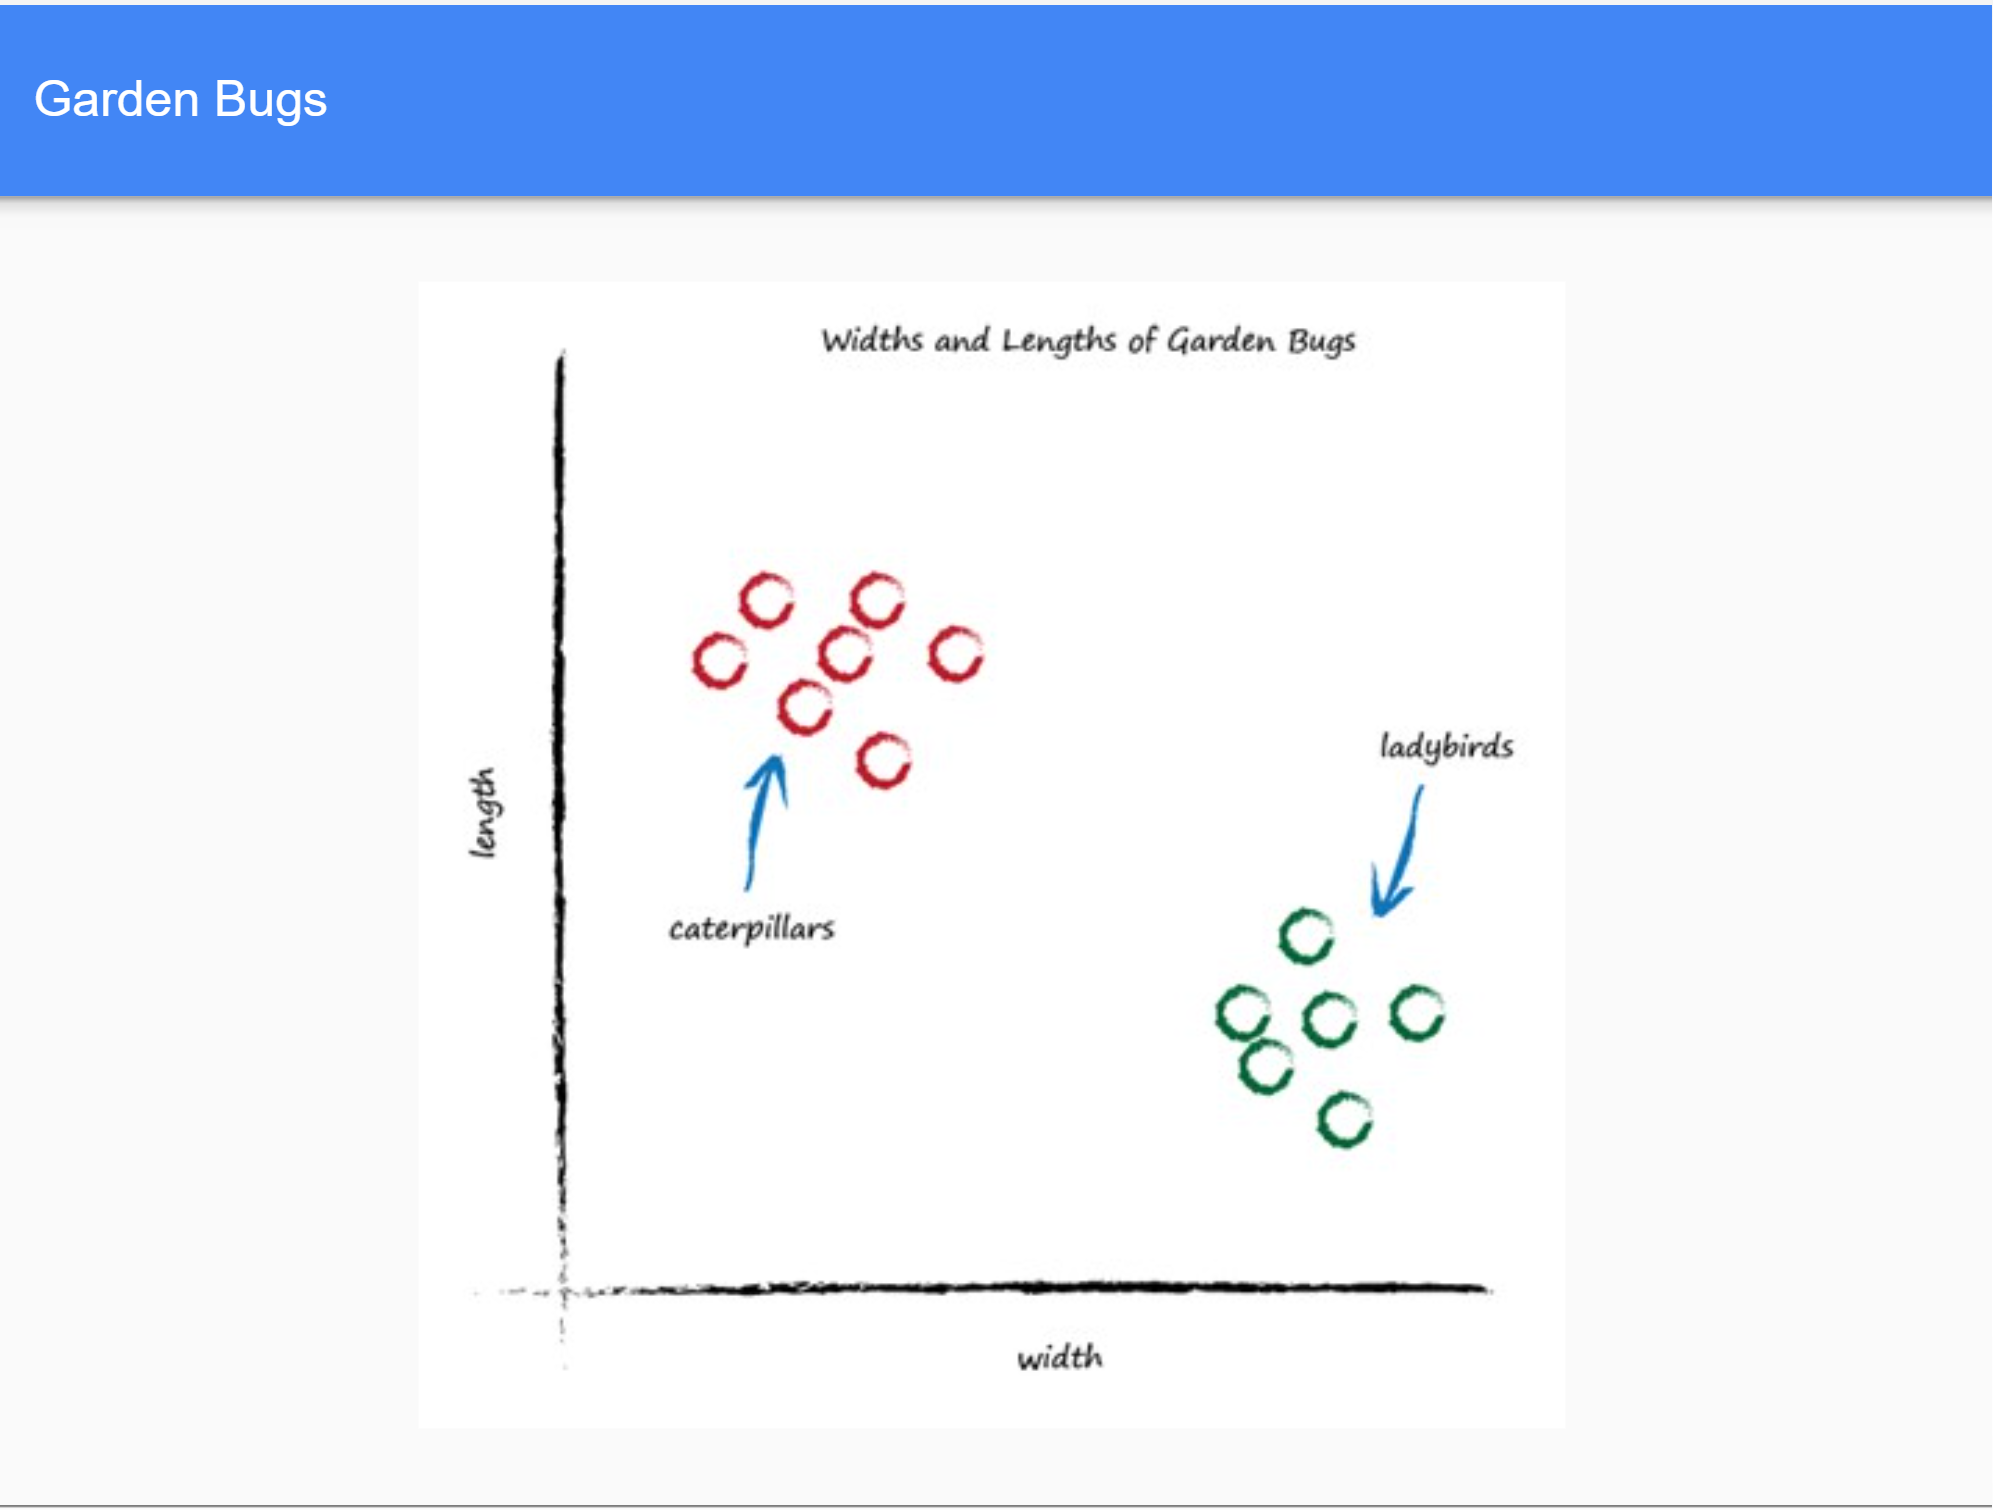 Garden Bugs
Widths and Lengths of Garden Bugs
length
caterpillars
ladybirds
width